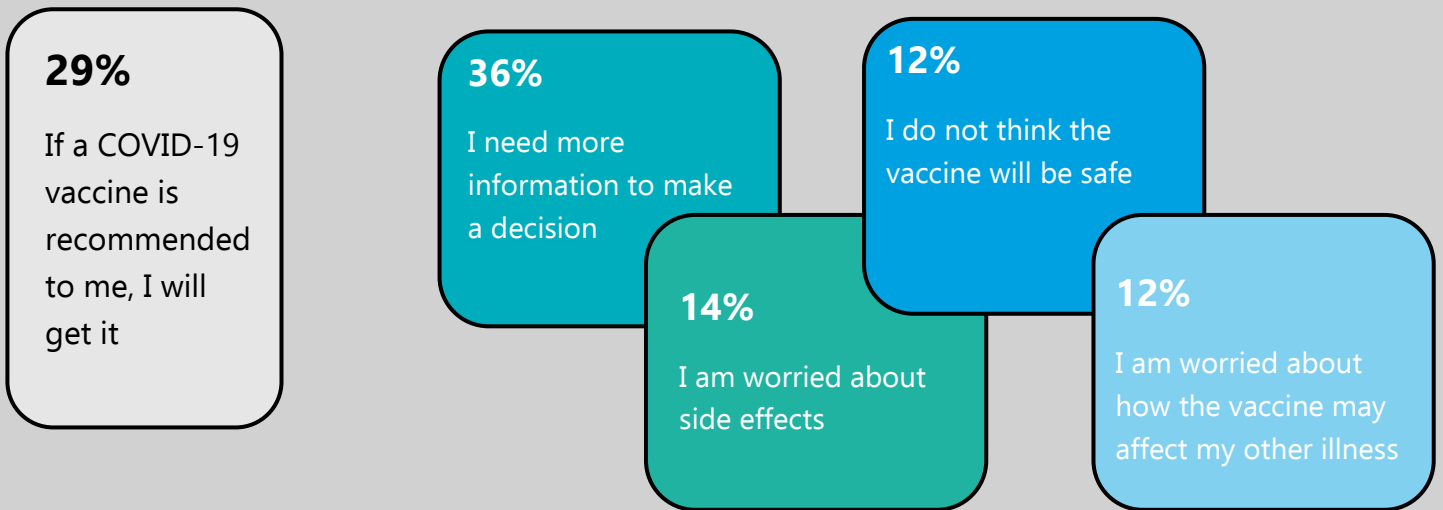 29%
If a COVID-19
vaccine is
recommended
to me, I will
get it
36%
I need more
information to make
a decision
14%
I am worried about
side effects
12%
I do not think the
vaccine will be safe
12%
I am worried about
how the vaccine may
affect my other illness